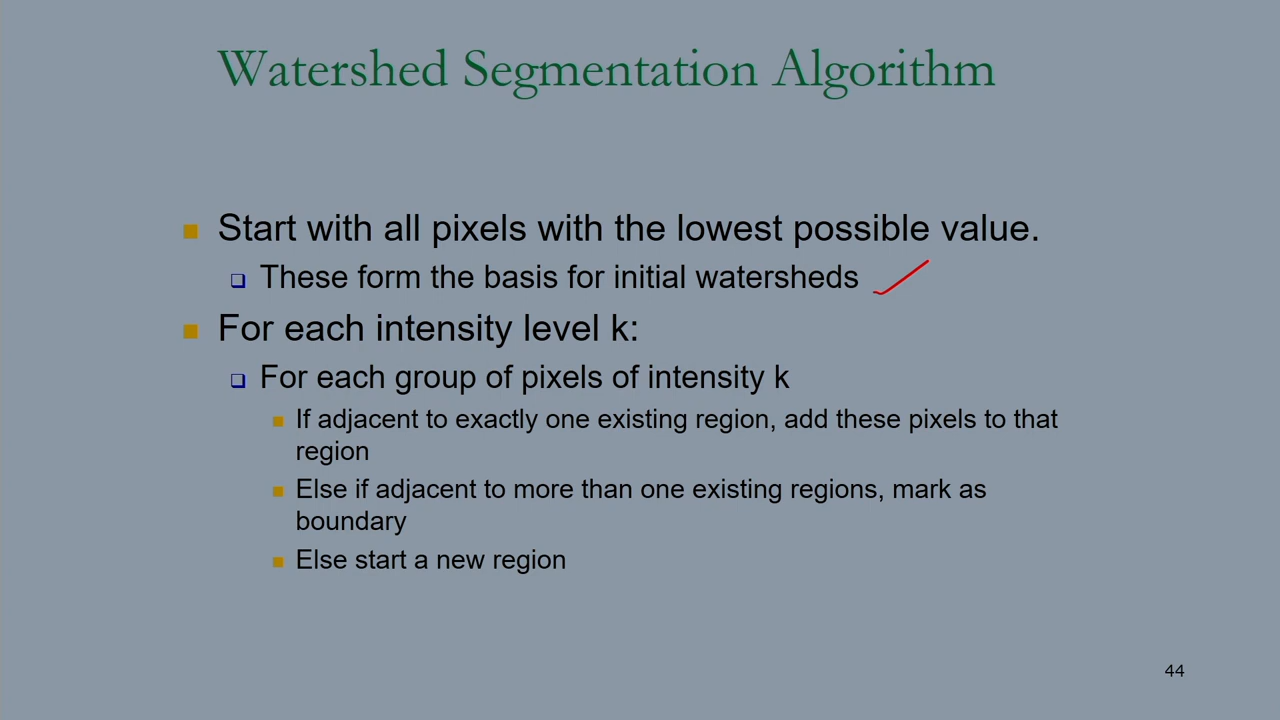 Watershed Segmentation Algorithm
Start with all pixels with the lowest possible value.
These form the basis for initial watersheds
For each intensity level k:
For each group of pixels of intensity k
If adjacent to exactly one existing region, add these pixels to that
region
Else if adjacent to more than one existing regions, mark as
boundary
Else start a new region
44